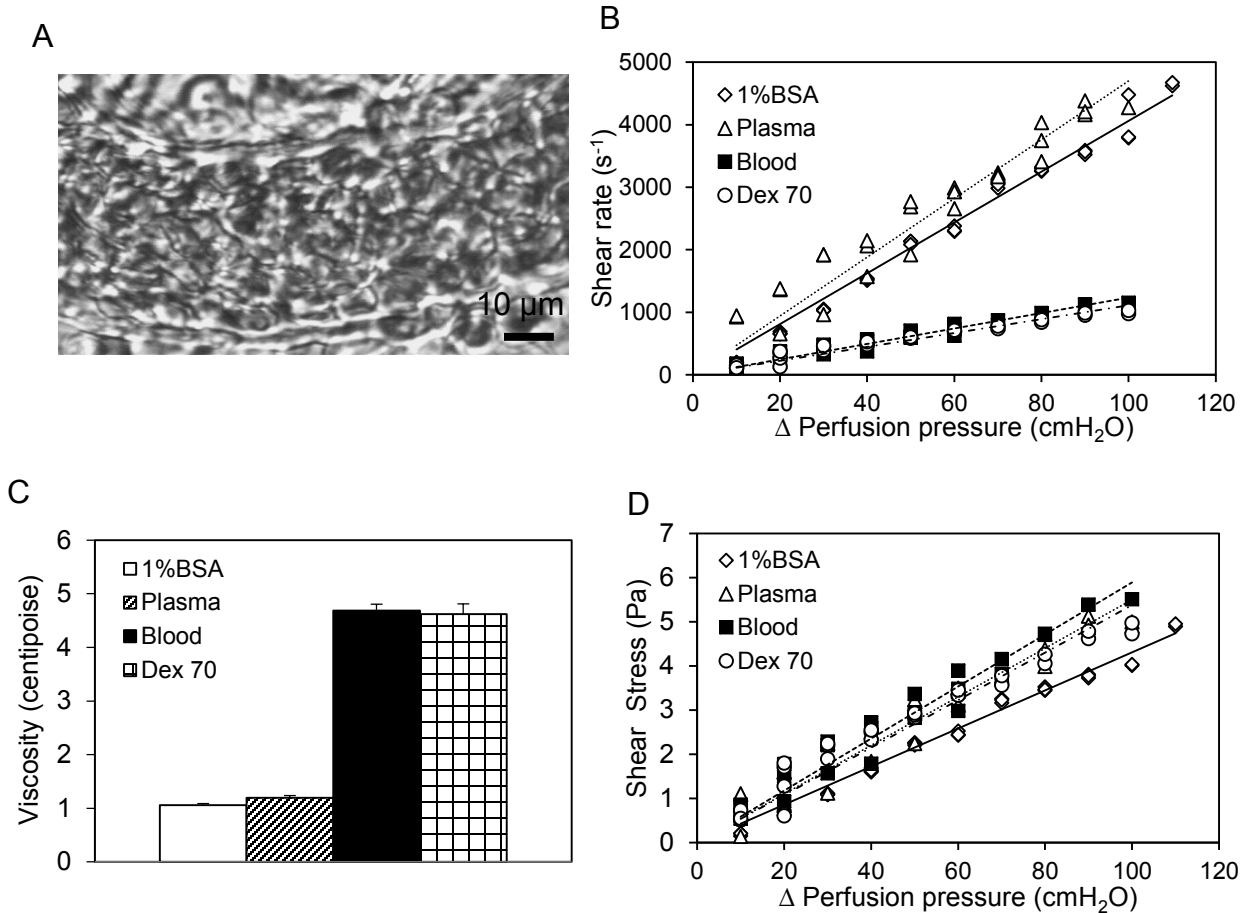 A
10 µm
B
Shear rate (s⁻¹)
5000
4000
3000
2000
1000
0
1%BSA
Plasma
Blood
Dex 70
0 20 40 60 80 100 120
Δ Perfusion pressure (cmH₂O)
C
Viscosity (centipoise)
6
5
4
3
2
1
0
1%BSA
Plasma
Blood
Dex 70
D
Shear Stress (Pa)
7
6
5
4
3
2
1
0
1%BSA
Plasma
Blood
Dex 70
0 20 40 60 80 100 120
Δ Perfusion pressure (cmH₂O)